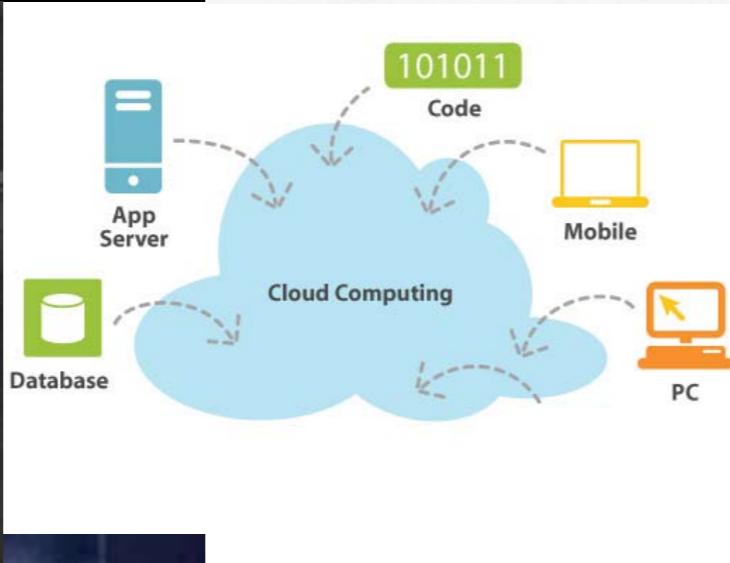 101011
Code
App
Server
Mobile
Cloud Computing
Database
PC